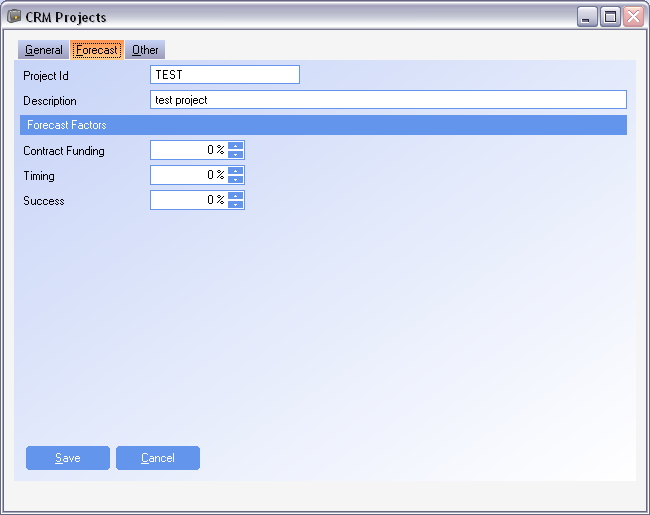 CRM Projects
General Forecast Other
Project Id TEST
Description test project
Forecast Factors
Contract Funding 0 %
Timing 0 %
Success 0 %
Save Cancel